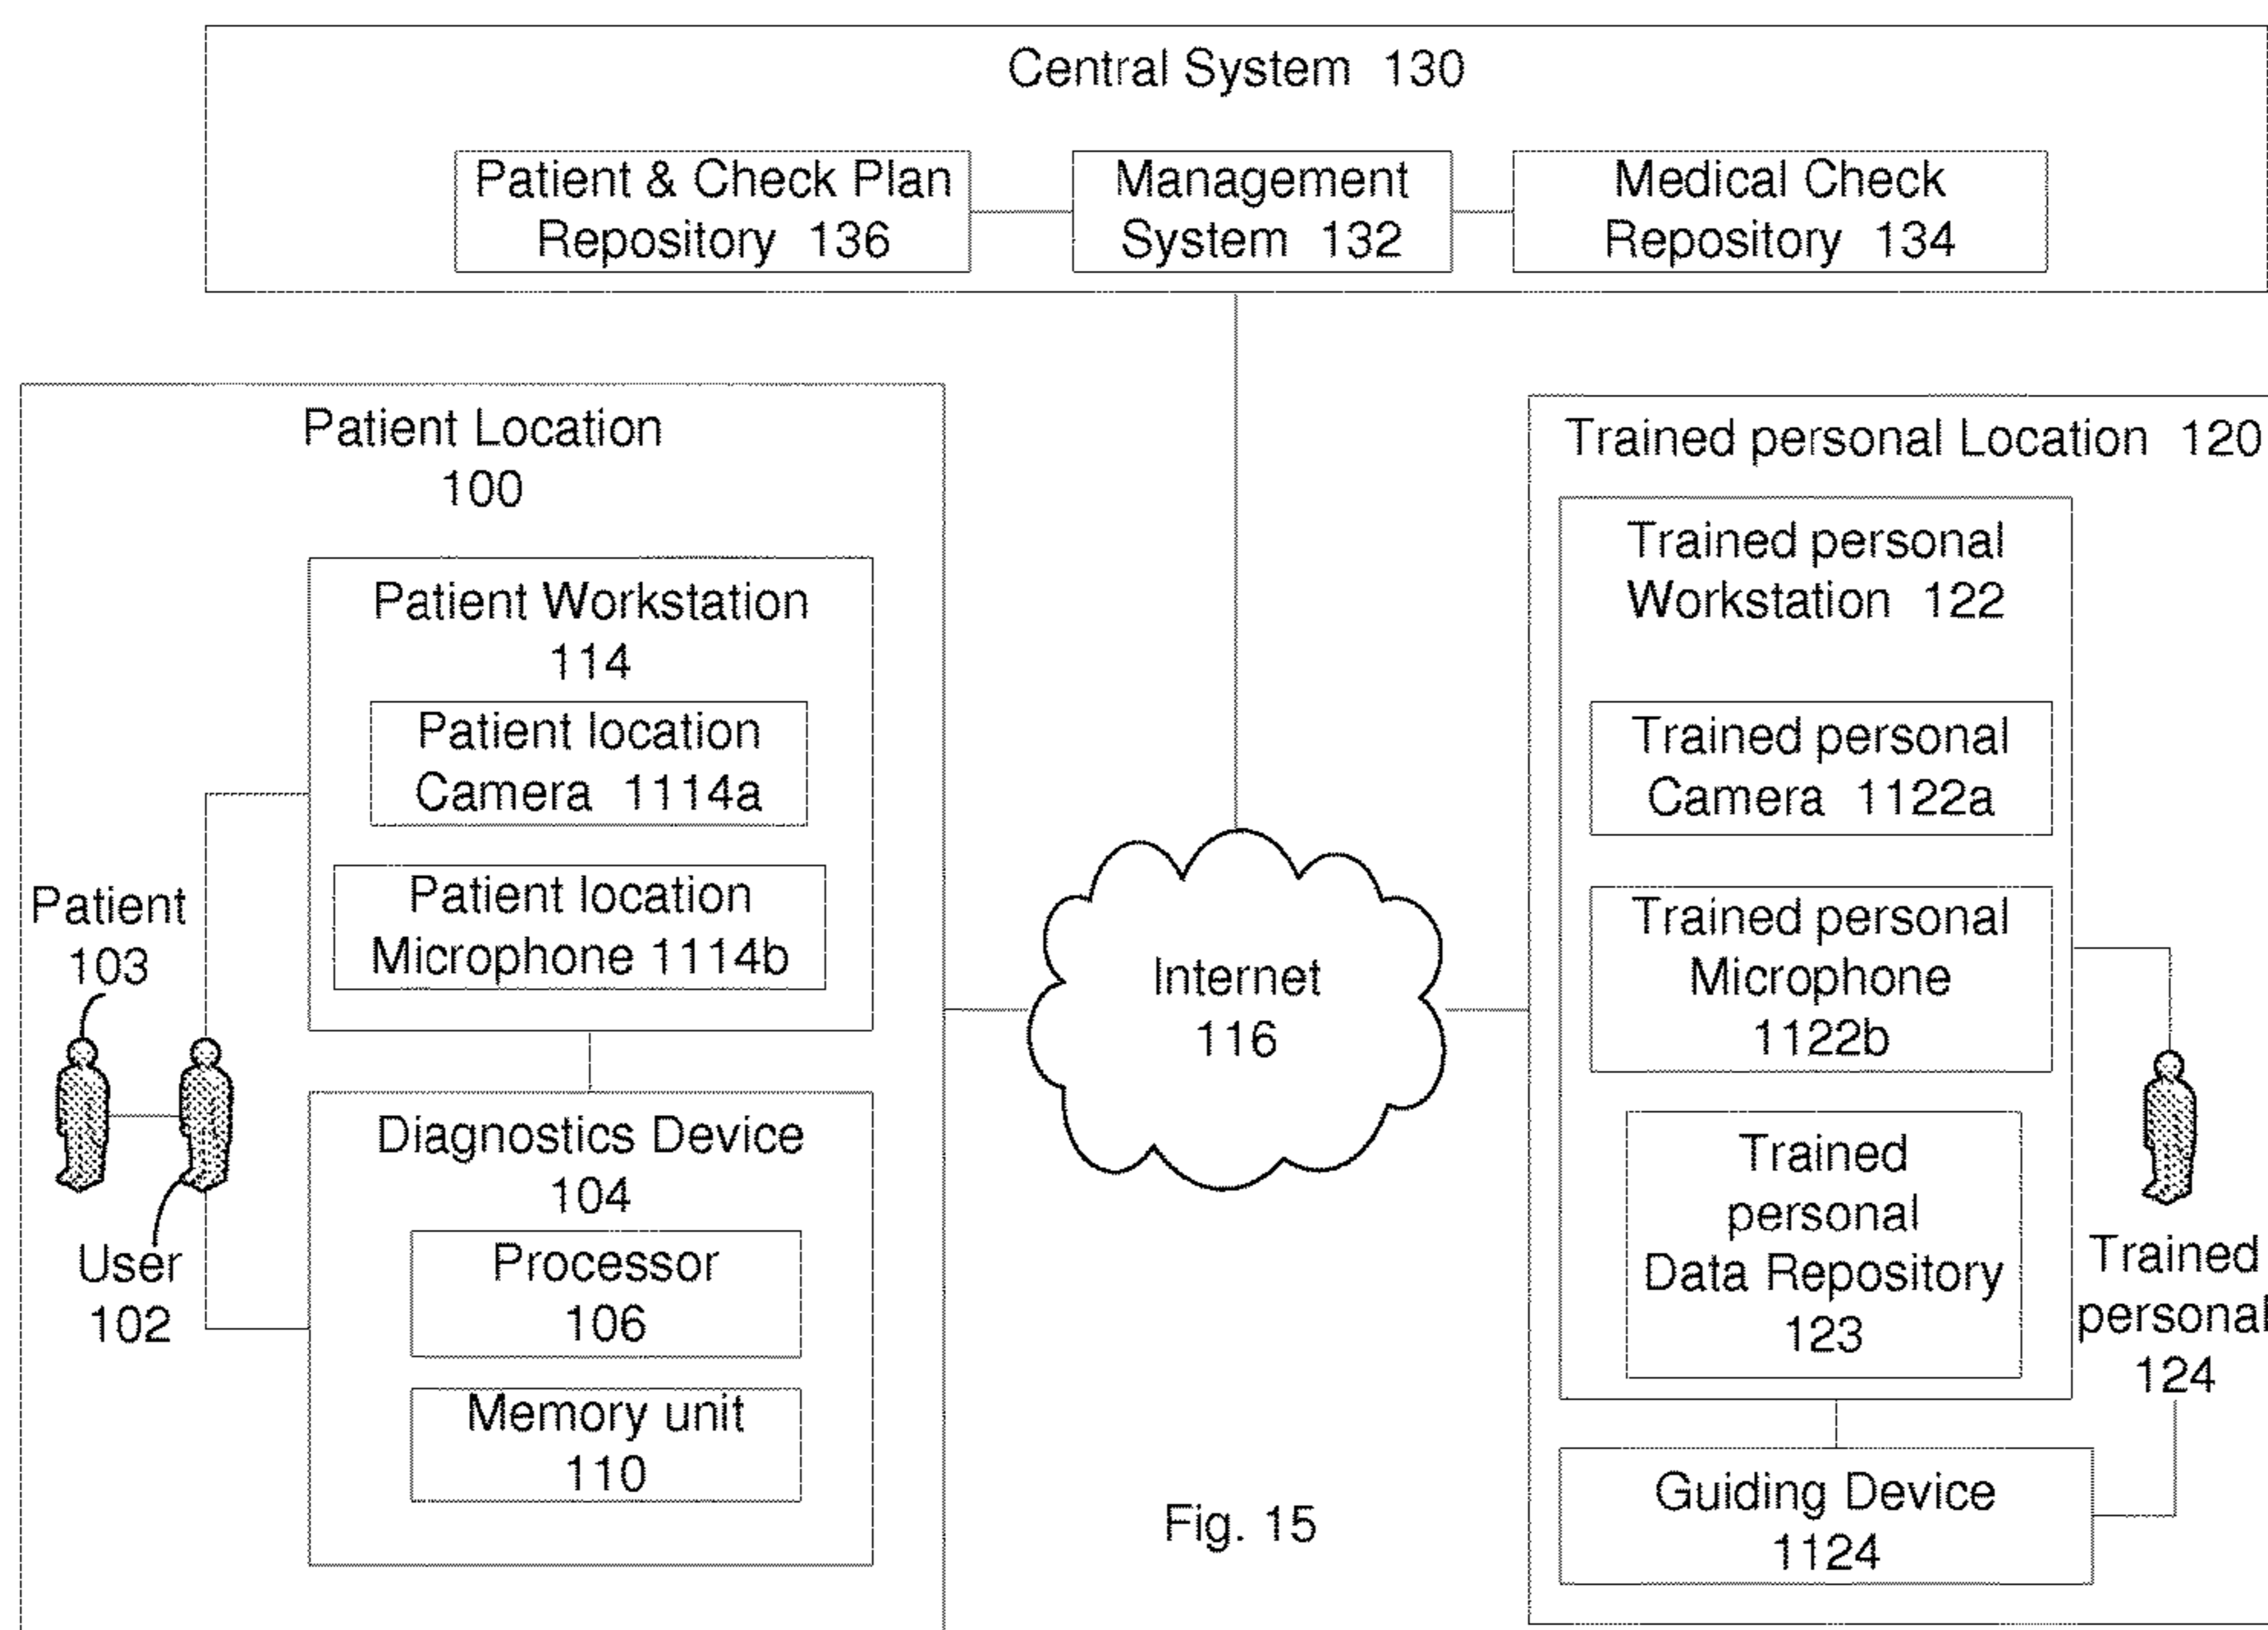 Central System 130
Patient & Check Plan
Repository 136
Management
System 132
Medical Check
Repository 134
Patient Location
100
Patient Workstation
114
Patient location
Camera 1114a
Patient location
Microphone 1114b
Patient
103
User
102
Diagnostics Device
104
Processor
106
Memory unit
110
Internet
116
Fig. 15
Trained personal Location 120
Trained personal
Workstation 122
Trained personal
Camera 1122a
Trained personal
Microphone
1122b
Trained
personal
Data Repository
123
Trained
personal
124
Guiding Device
1124